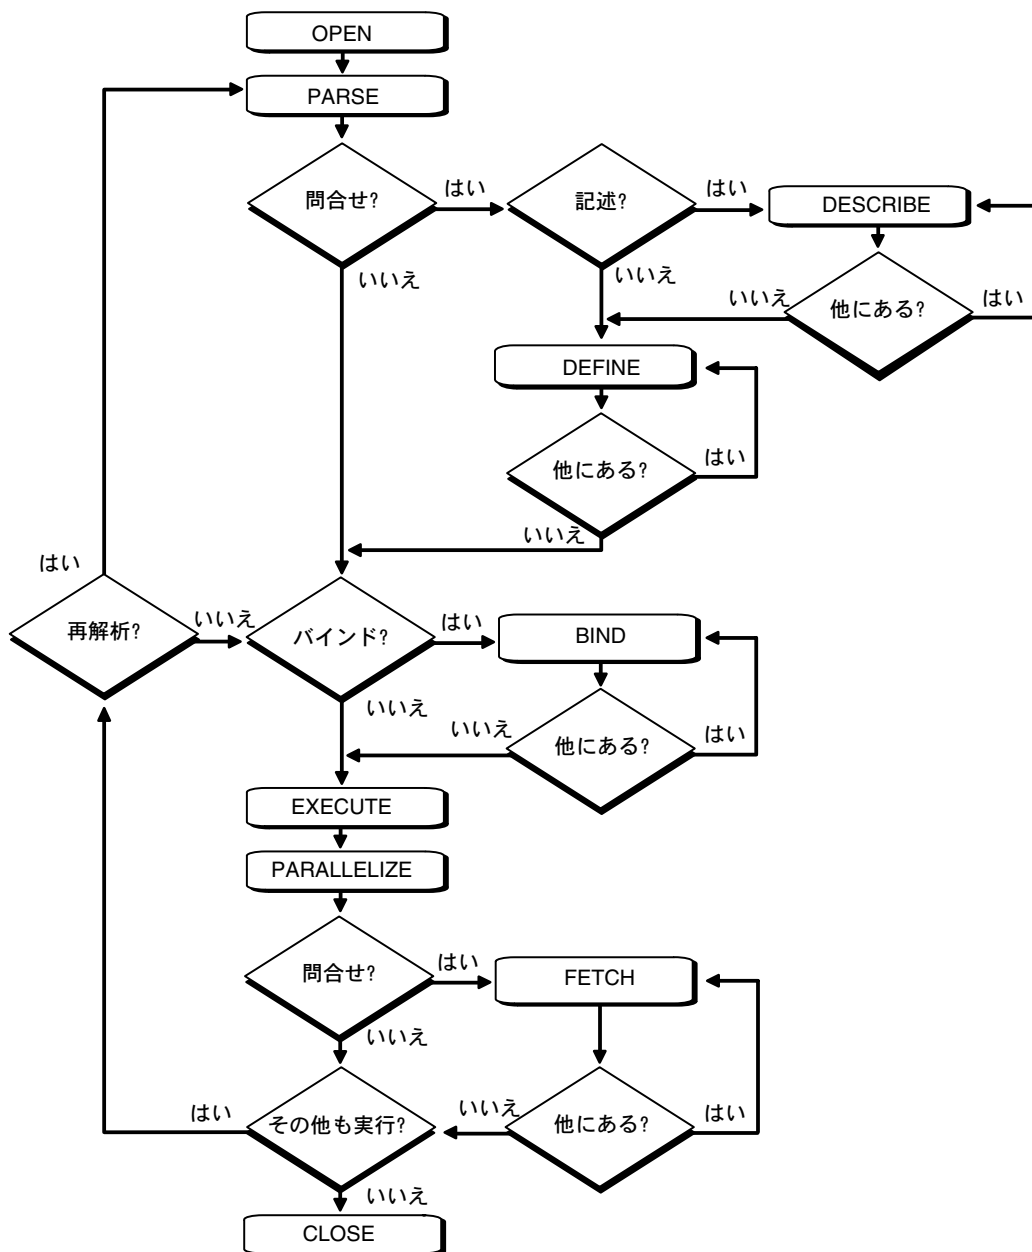 OPEN
PARSE
問合せ?
はい
記述?
はい
DESCRIBE
いいえ
いいえ
いいえ
他にある?
はい
DEFINE
他にある?
はい
いいえ
はい
再解析?
いいえ
バインド?
はい
BIND
いいえ
いいえ
他にある?
はい
EXECUTE
PARALLELIZE
問合せ?
はい
FETCH
いいえ
はい
その他も実行?
いいえ
他にある?
はい
いいえ
CLOSE